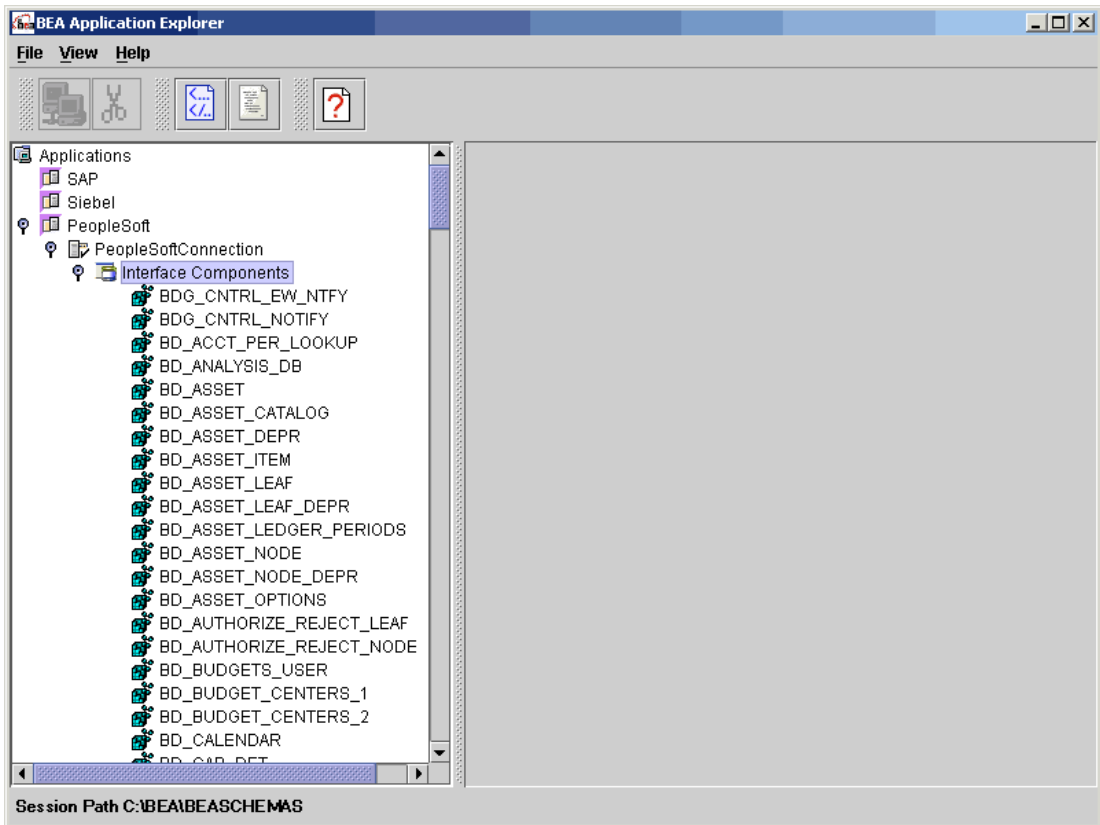 BEA Application Explorer
File View Help
Applications
SAP
Siebel
PeopleSoft
PeopleSoftConnection
Interface Components
BDG_CNTRL_EW_NTFY
BDG_CNTRL_NOTIFY
BD_ACCT_PER_LOOKUP
BD_ANALYSIS_DB
BD_ASSET
BD_ASSET_CATALOG
BD_ASSET_DEPR
BD_ASSET_ITEM
BD_ASSET_LEAF
BD_ASSET_LEAF_DEPR
BD_ASSET_LEDGER_PERIODS
BD_ASSET_NODE
BD_ASSET_NODE_DEPR
BD_ASSET_OPTIONS
BD_AUTHORIZE_REJECT_LEAF
BD_AUTHORIZE_REJECT_NODE
BD_BUDGETS_USER
BD_BUDGET_CENTERS_1
BD_BUDGET_CENTERS_2
BD_CALENDAR
Session Path C:\BEA\BEASCHEMAS